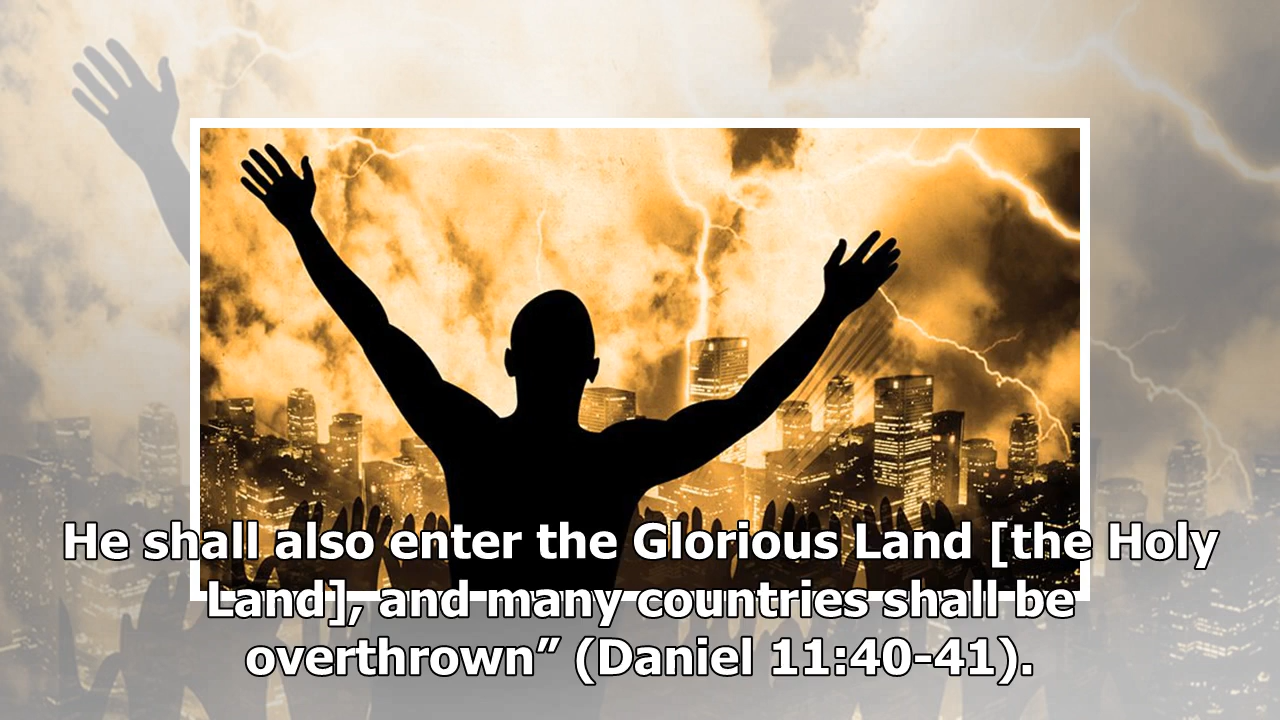 He shall also enter the Glorious Land [the Holy
Land], and many countries shall be
overthrown” (Daniel 11:40-41).